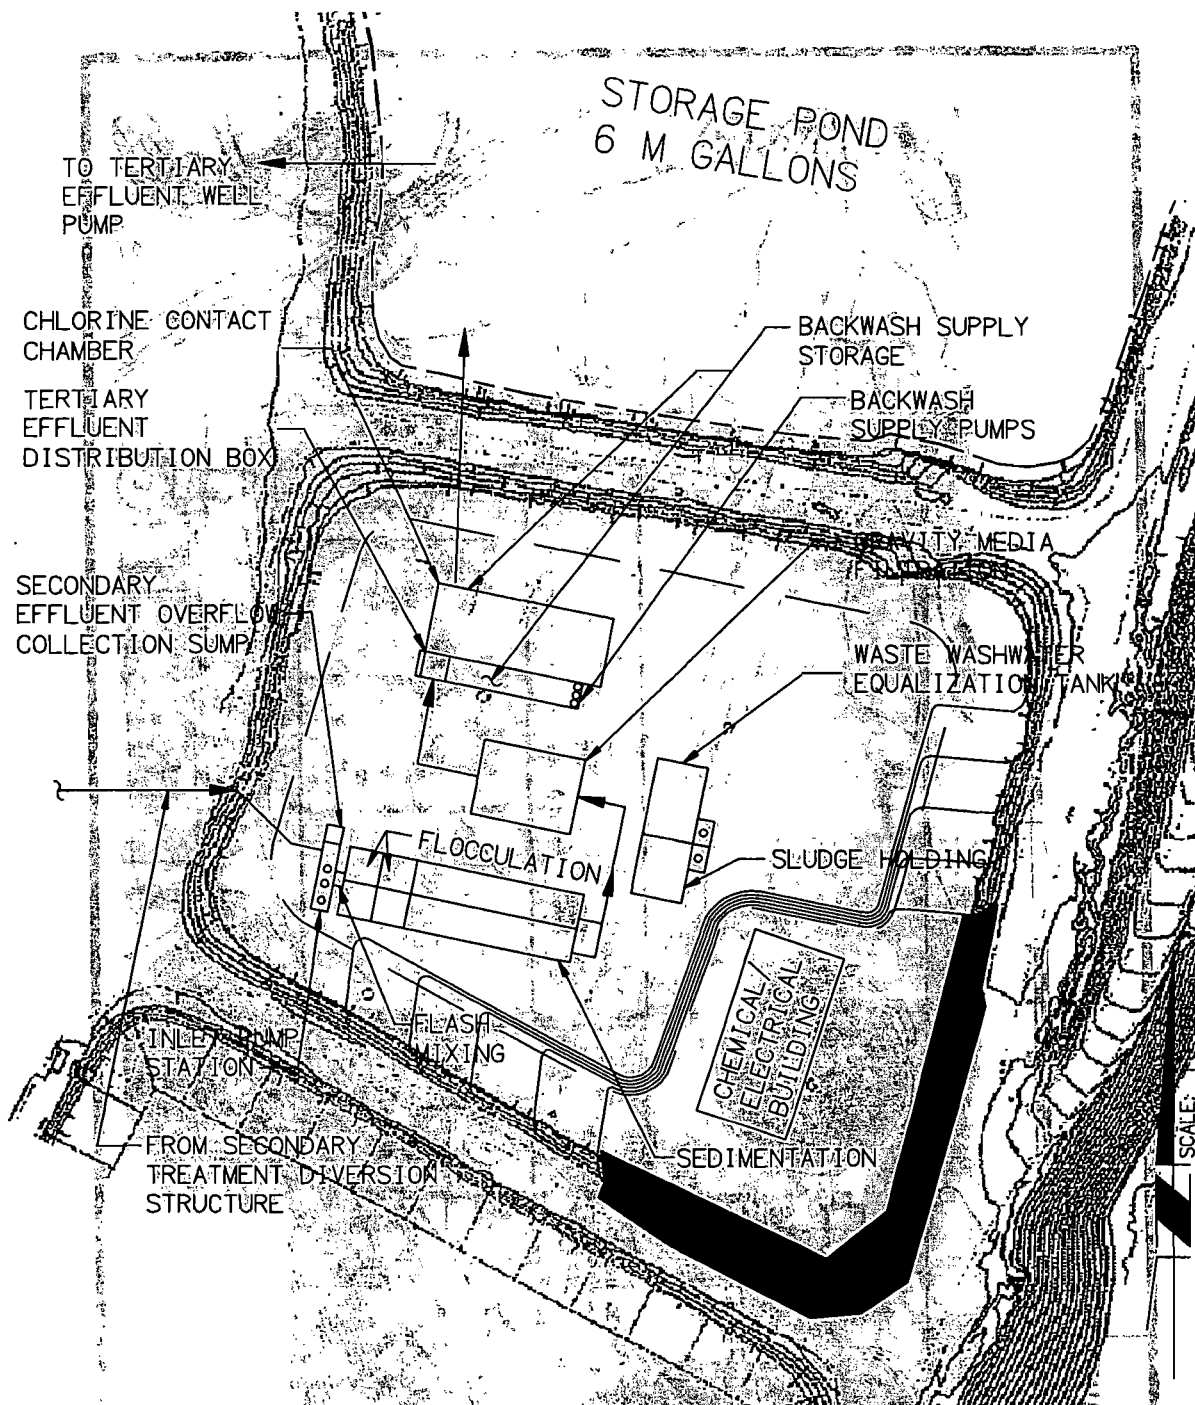 STORAGE POND
6 M GALLONS
TO TERTIARY
EFFLUENT WELL
PUMP
CHLORINE CONTACT
CHAMBER
BACKWASH SUPPLY
STORAGE
TERTIARY
EFFLUENT
DISTRIBUTION BOX
BACKWASH
SUPPLY PUMPS
GRAVITY MEDIA
SECONDARY
EFFLUENT OVERFLOW
COLLECTION SUMP
WASTE WASHWATER
EQUALIZATION TANK
FLOCCULATION
SLUDGE HOLDING
CHEMICAL/
ELECTRICAL
BUILDING
FLASH
MIXING
INLET PUMP
STATION
FROM SECONDARY
TREATMENT DIVERSION
STRUCTURE
SEDIMENTATION
SCALE: